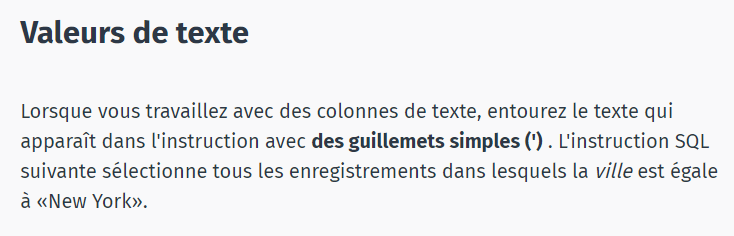 Valeurs de texte
Lorsque vous travaillez avec des colonnes de texte, entourez le texte qui
apparaît dans l'instruction avec des guillemets simples (') . L'instruction SQL
suivante sélectionne tous les enregistrements dans lesquels la ville est égale
à «New York».